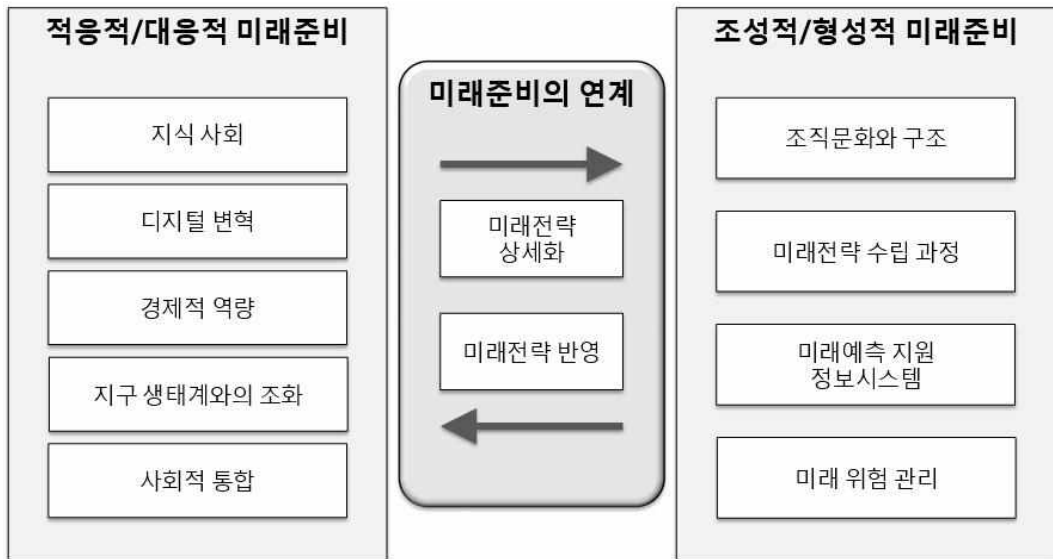 적응적/대응적 미래준비
지식 사회
디지털 변혁
경제적 역량
지구 생태계와의 조화
사회적 통합
미래준비의 연계
미래전략
상세화
미래전략 반영
조성적/형성적 미래준비
조직문화와 구조
미래전략 수립 과정
미래예측 지원
정보시스템
미래 위험 관리